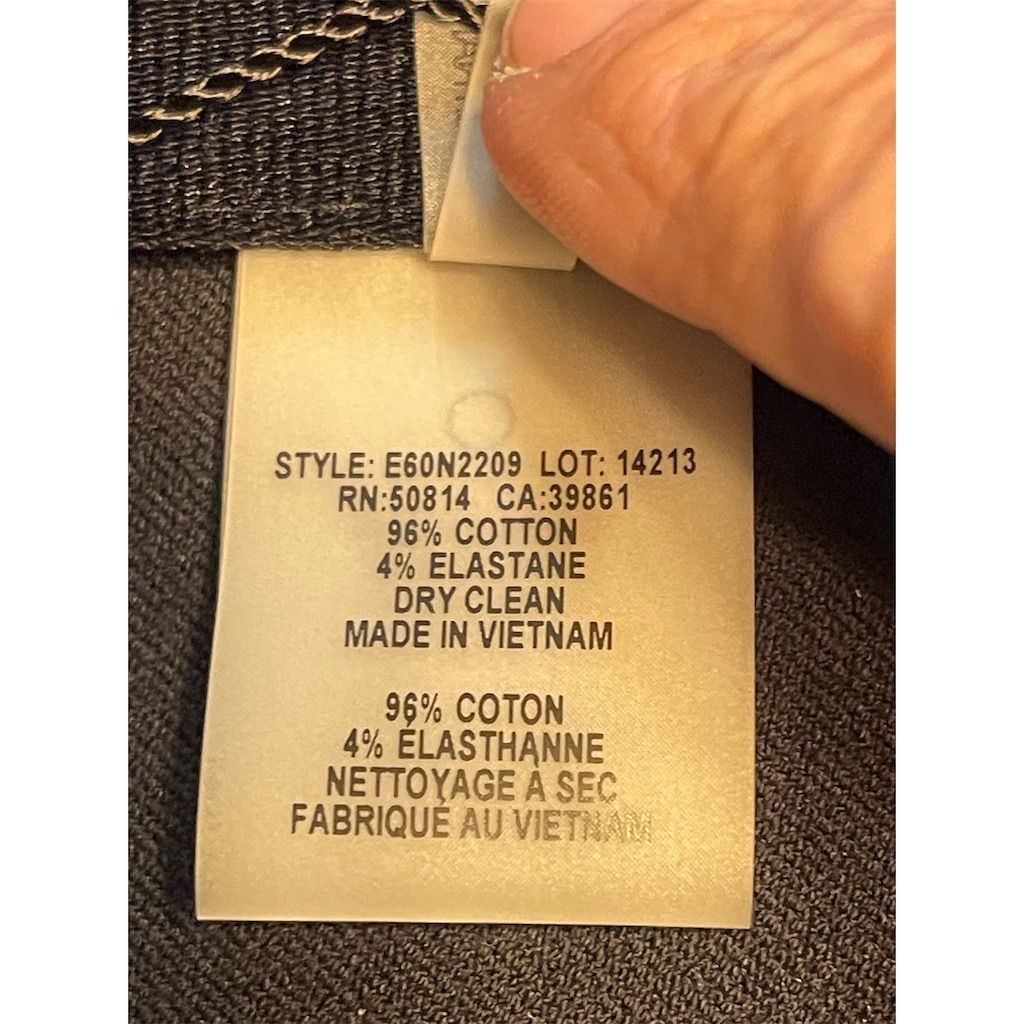 STYLE: E60N2209 LOT: 14213
RN:50814 CA:39861
96% COTTON
4% ELASTANE
DRY CLEAN
MADE IN VIETNAM
96% COTON
4% ÉLASTHANNE
NETTOYAGE À SEC
FABRIQUÉ AU VIETNAM